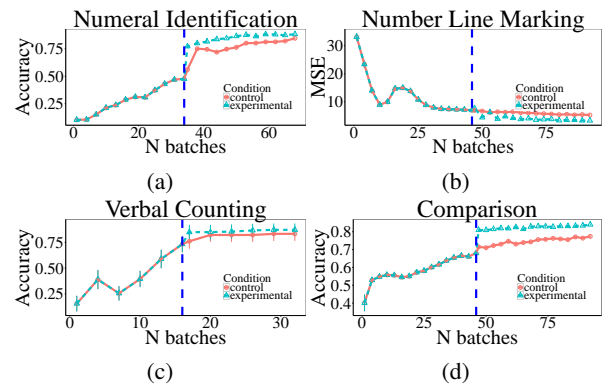 Numeral Identification
Accuracy
0.75
0.50
0.25
Condition
control
experimental
0
20
40
60
N batches
(a)
Number Line Marking
MSE
30
20
10
Condition
control
experimental
0
25
50
75
N batches
(b)
Verbal Counting
Accuracy
0.75
0.50
0.25
Condition
control
experimental
0
10
20
30
N batches
(c)
Comparison
Accuracy
0.8
0.7
0.6
0.5
0.4
Condition
control
experimental
0
25
50
75
N batches
(d)